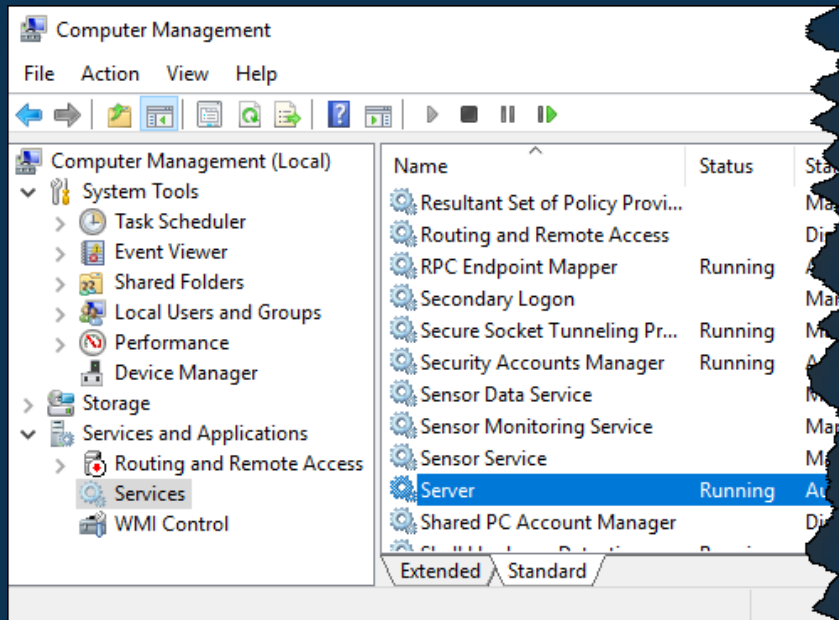 Computer Management
File Action View Help
Computer Management (Local)
System Tools
Task Scheduler
Event Viewer
Shared Folders
Local Users and Groups
Performance
Device Manager
Storage
Services and Applications
Routing and Remote Access
Services
WMI Control
Name Status
Resultant Set of Policy Provi...
Routing and Remote Access
RPC Endpoint Mapper Running
Secondary Logon
Secure Socket Tunneling Pr... Running
Security Accounts Manager Running
Sensor Data Service
Sensor Monitoring Service
Sensor Service
Server Running
Shared PC Account Manager
Extended Standard